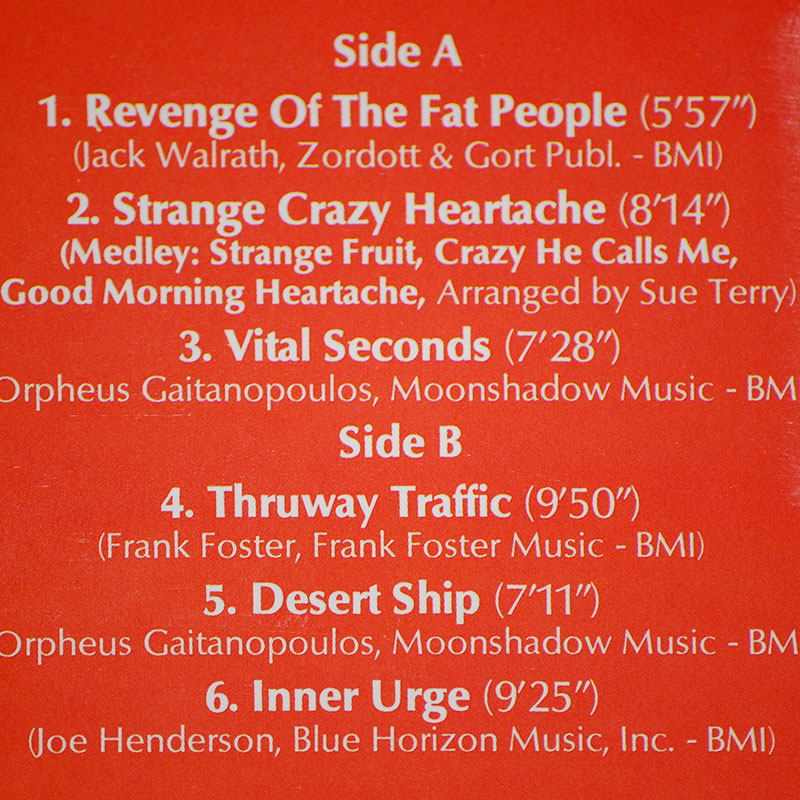 Side A
1. Revenge Of The Fat People (5'57")
(Jack Walrath, Zordott & Gort Publ. - BMI)
2. Strange Crazy Heartache (8'14")
(Medley: Strange Fruit, Crazy He Calls Me,
Good Morning Heartache, Arranged by Sue Terry)
3. Vital Seconds (7'28")
Orpheus Gaitanopoulos, Moonshadow Music - BM
Side B
4. Thruway Traffic (9'50")
(Frank Foster, Frank Foster Music - BMI)
5. Desert Ship (7'11")
Orpheus Gaitanopoulos, Moonshadow Music - BM
6. Inner Urge (9'25")
(Joe Henderson, Blue Horizon Music, Inc. - BMI)